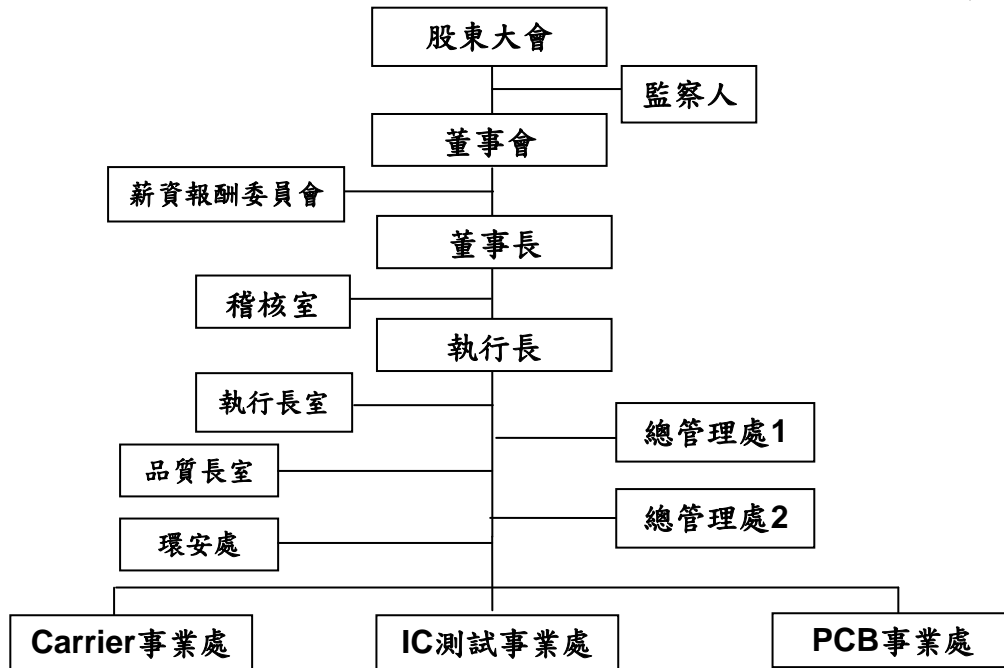 股東大會
監察人
董事會
薪資報酬委員會
董事長
稽核室
執行長
執行長室
總管理處1
品質長室
總管理處2
環安處
Carrier事業處
IC測試事業處
PCB事業處